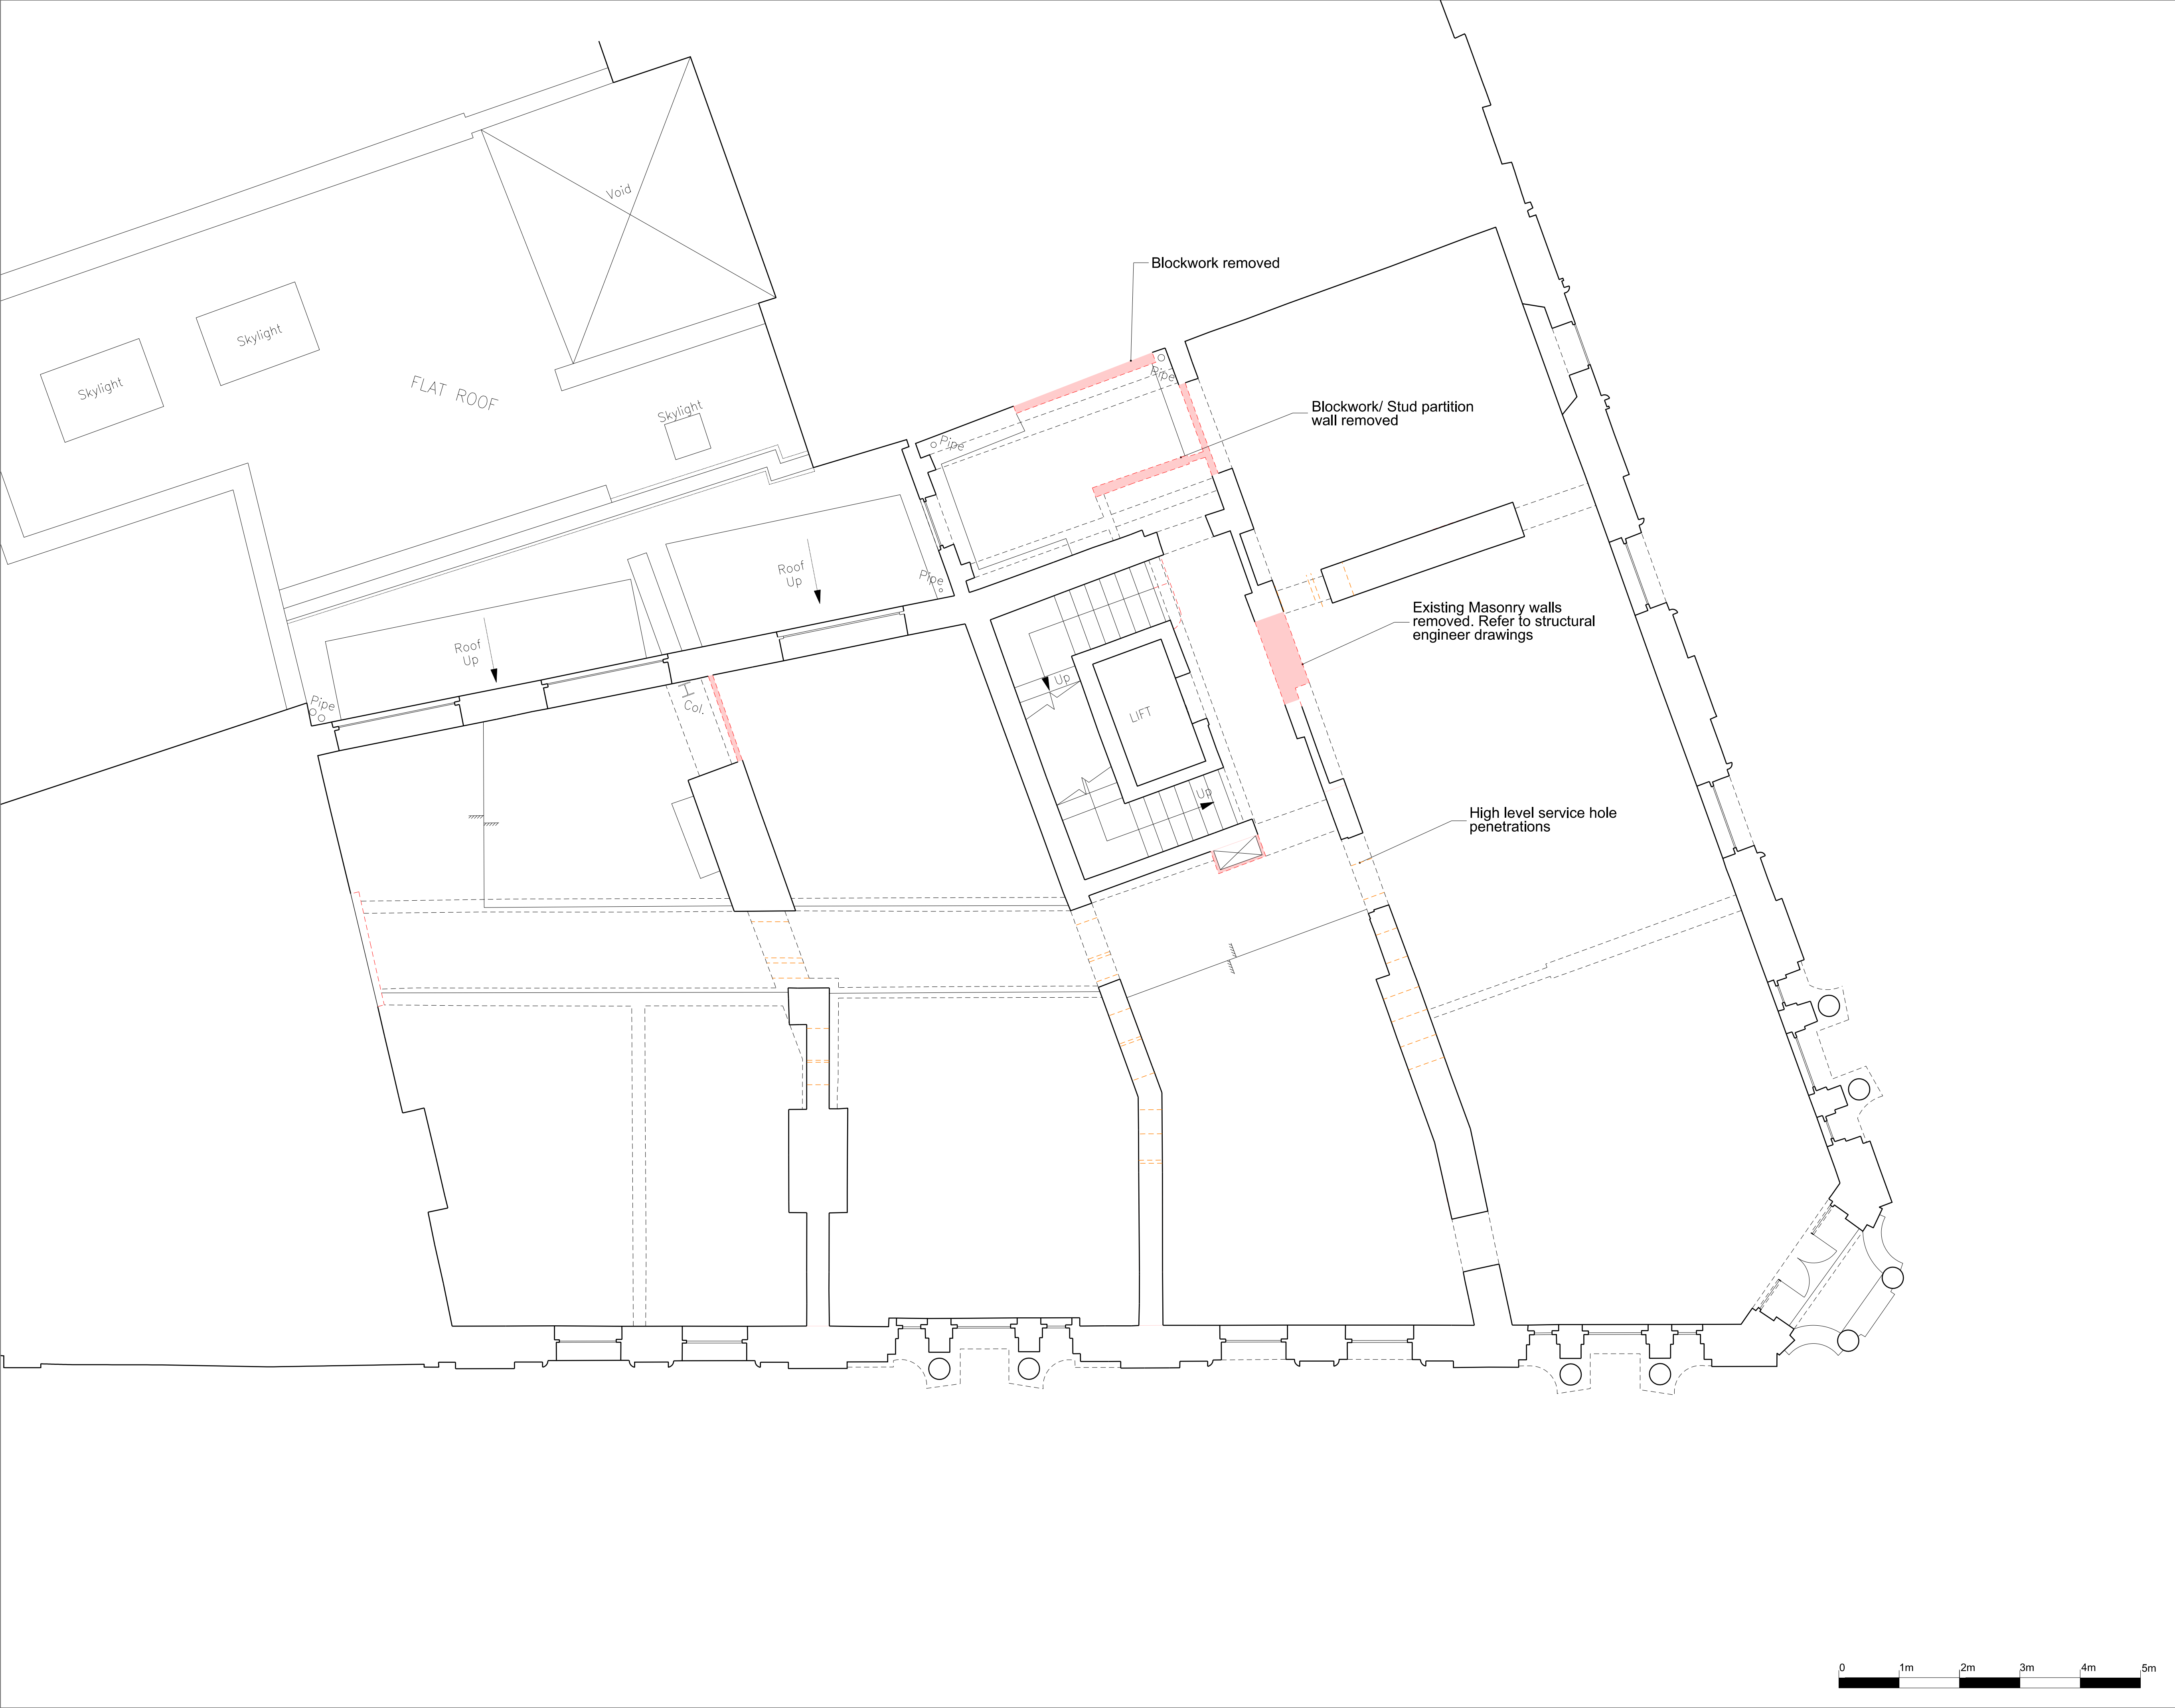 Void
Blockwork removed
Skylight
Skylight
FLAT ROOF
Skylight
Pipe
Blockwork/ Stud partition
wall removed
Pipe
Roof
Up
Pipe
Roof
Up
Existing Masonry walls
removed. Refer to structural
engineer drawings
Up
Pipe
Col.
LIFT
Up
High level service hole
penetrations
0 1m 2m 3m 4m 5m